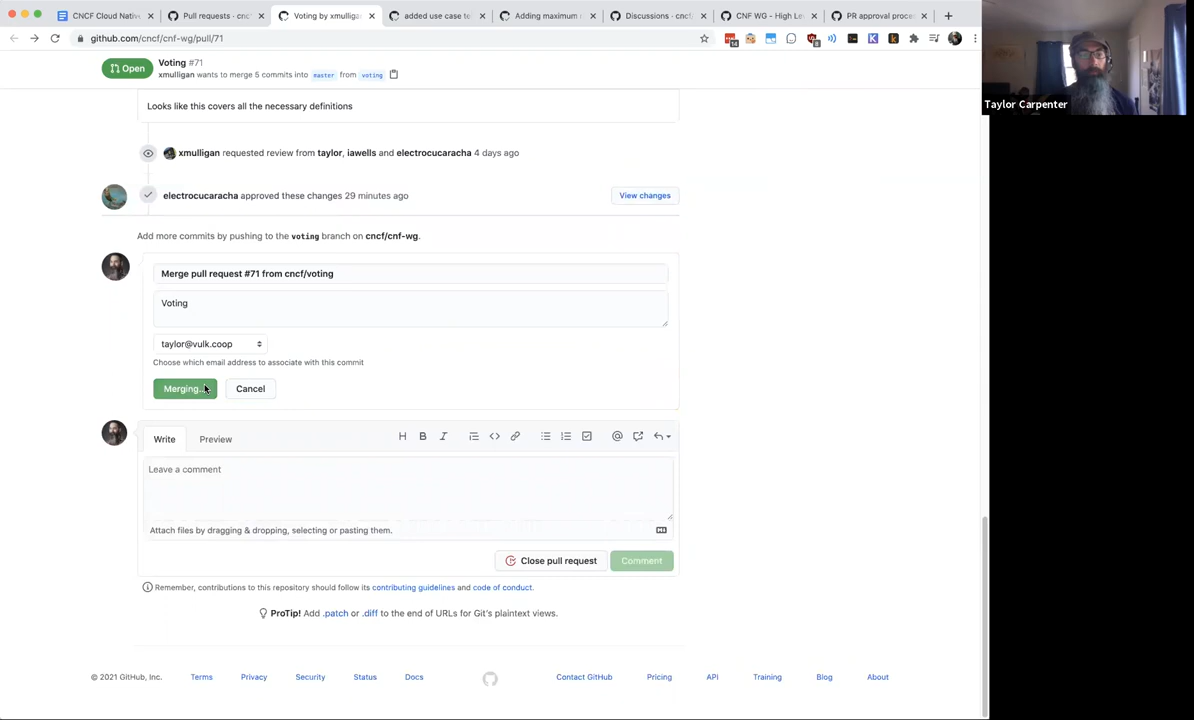 CNCF Cloud Native
Pull requests · cnc
Voting by xmulligan
added use case te
Adding maximum
Discussions · cncf
CNF WG - High Le
PR approval proce
github.com/cncf/cnf-wg/pull/71
14
Open
Voting #71
xmulligan wants to merge 5 commits into master from voting
Taylor Carpenter
Looks like this covers all the necessary definitions
xmulligan requested review from taylor, iawells and electrocucaracha 4 days ago
electrocucaracha approved these changes 29 minutes ago
View changes
Add more commits by pushing to the voting branch on cncf/cnf-wg.
Merge pull request #71 from cncf/voting
Voting
taylor@vulk.coop
Choose which email address to associate with this commit
Merging...
Cancel
Write
Preview
H B I
Leave a comment
Attach files by dragging & dropping, selecting or pasting them.
Close pull request
Comment
Remember, contributions to this repository should follow its contributing guidelines and code of conduct.
ProTip! Add .patch or .diff to the end of URLs for Git's plaintext views.
© 2021 GitHub, Inc. Terms Privacy Security Status Docs Contact GitHub Pricing API Training Blog About